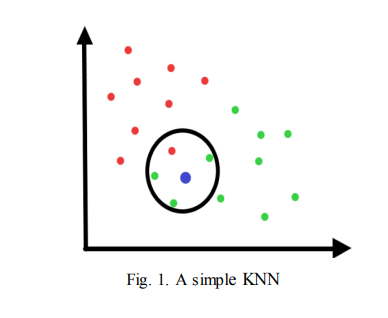 Fig. 1. A simple KNN